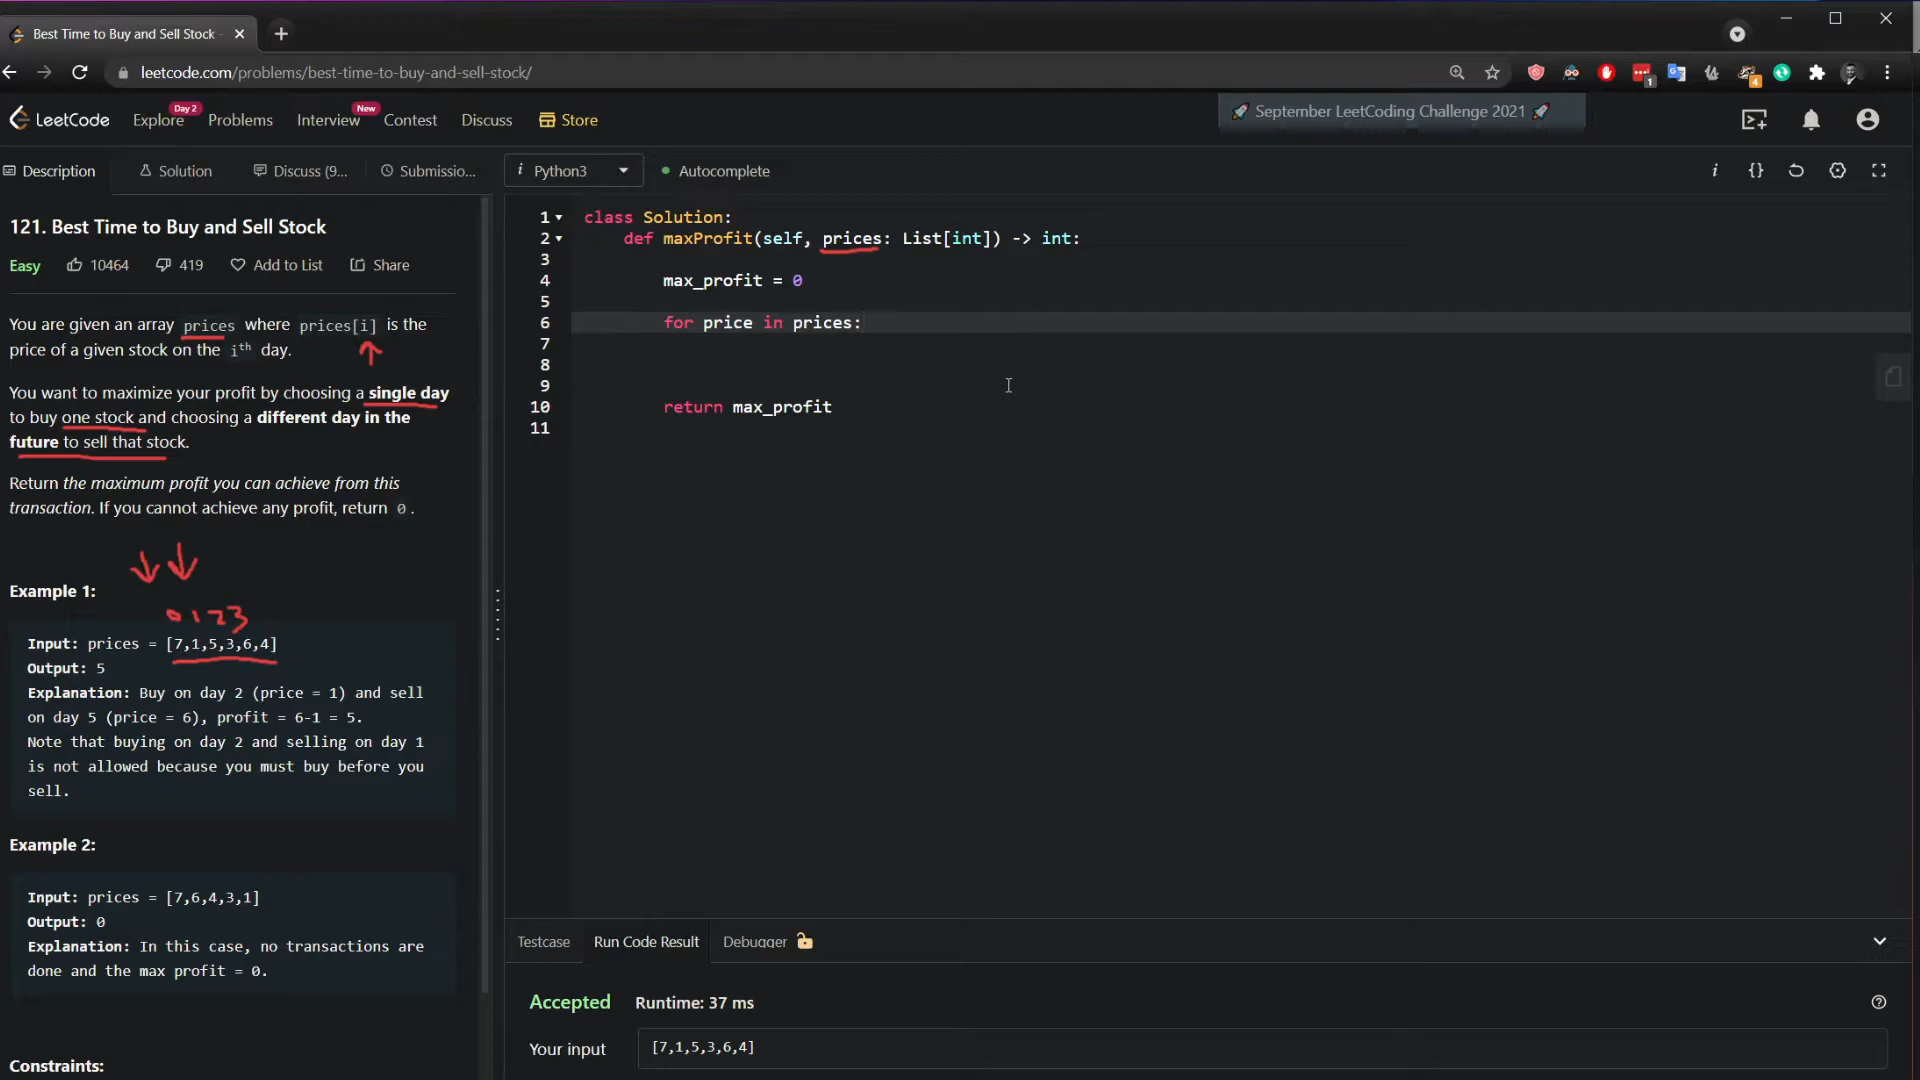 Best Time to Buy and Sell Stock
leetcode.com/problems/best-time-to-buy-and-sell-stock/
1
4
LeetCode
Explore
Day 2
Problems
Interview
New
Contest
Discuss
Store
🚀 September LeetCoding Challenge 2021 🚀
Description
Solution
Discuss (9...
Submissio...
i Python3
Autocomplete
i {}
121. Best Time to Buy and Sell Stock
Easy 10464 419 Add to List Share
You are given an array prices where prices[i] is the
price of a given stock on the ith day.
You want to maximize your profit by choosing a single day
to buy one stock and choosing a different day in the
future to sell that stock.
Return the maximum profit you can achieve from this
transaction. If you cannot achieve any profit, return 0.
Example 1:
0 1 2 3
Input: prices = [7,1,5,3,6,4]
Output: 5
Explanation: Buy on day 2 (price = 1) and sell
on day 5 (price = 6), profit = 6-1 = 5.
Note that buying on day 2 and selling on day 1
is not allowed because you must buy before you
sell.
Example 2:
Input: prices = [7,6,4,3,1]
Output: 0
Explanation: In this case, no transactions are
done and the max profit = 0.
Constraints:
1 class Solution:
2 def maxProfit(self, prices: List[int]) -> int:
3
4 max_profit = 0
5
6 for price in prices:
7
8
9
10 return max_profit
11
Testcase
Run Code Result
Debugger
Accepted Runtime: 37 ms
Your input [7,1,5,3,6,4]